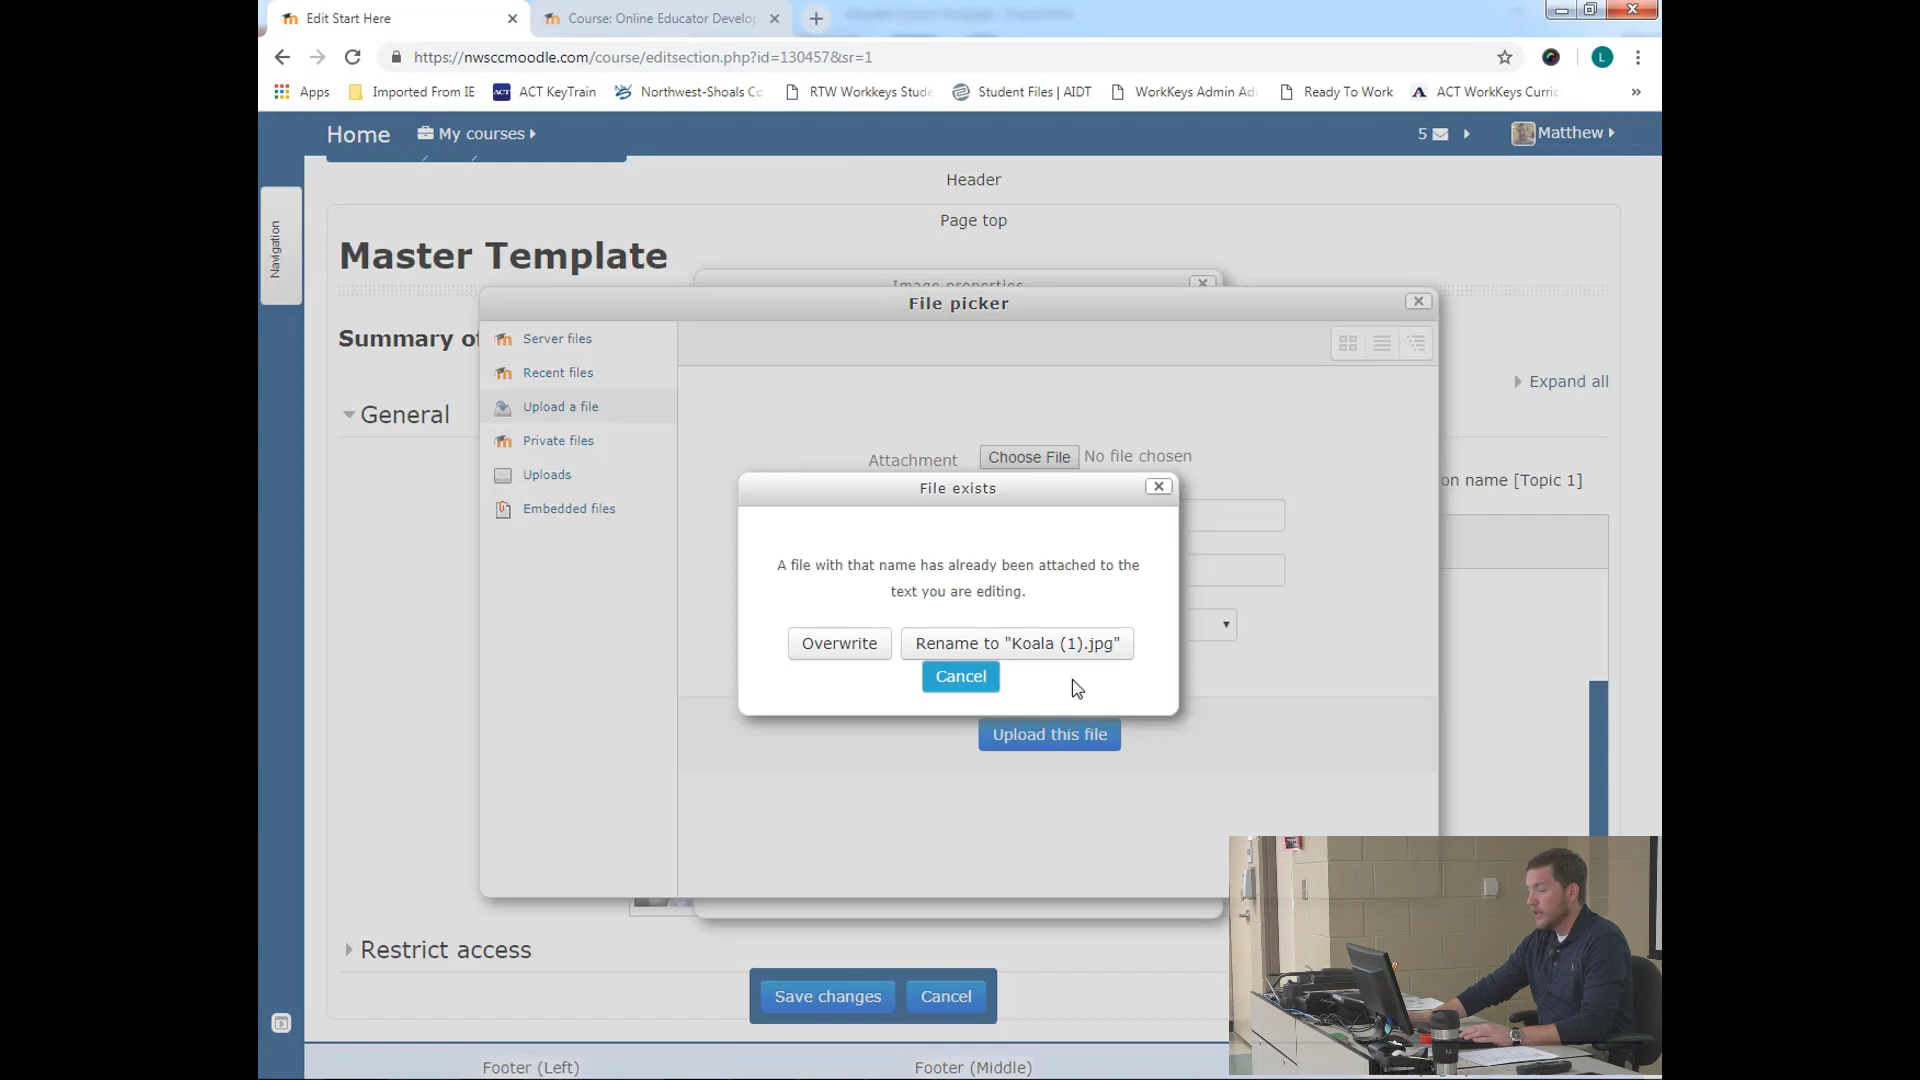 Edit Start Here
Course: Online Educator Develop
https://nwsccmoodle.com/course/editsection.php?id=130457&sr=1
L
Apps
Imported From IE
ACT KeyTrain
Northwest-Shoals Co
RTW Workkeys Stude
Student Files | AIDT
WorkKeys Admin Ad
Ready To Work
ACT WorkKeys Curric
»
Home
My courses
5
Matthew
Navigation
Header
Page top
Master Template
Image properties
File picker
Summary of
Server files
Recent files
Upload a file
Private files
Uploads
Embedded files
Expand all
General
Attachment
Choose File No file chosen
on name [Topic 1]
File exists
A file with that name has already been attached to the
text you are editing.
Overwrite
Rename to "Koala (1).jpg"
Cancel
Upload this file
Restrict access
Save changes
Cancel
Footer (Left)
Footer (Middle)